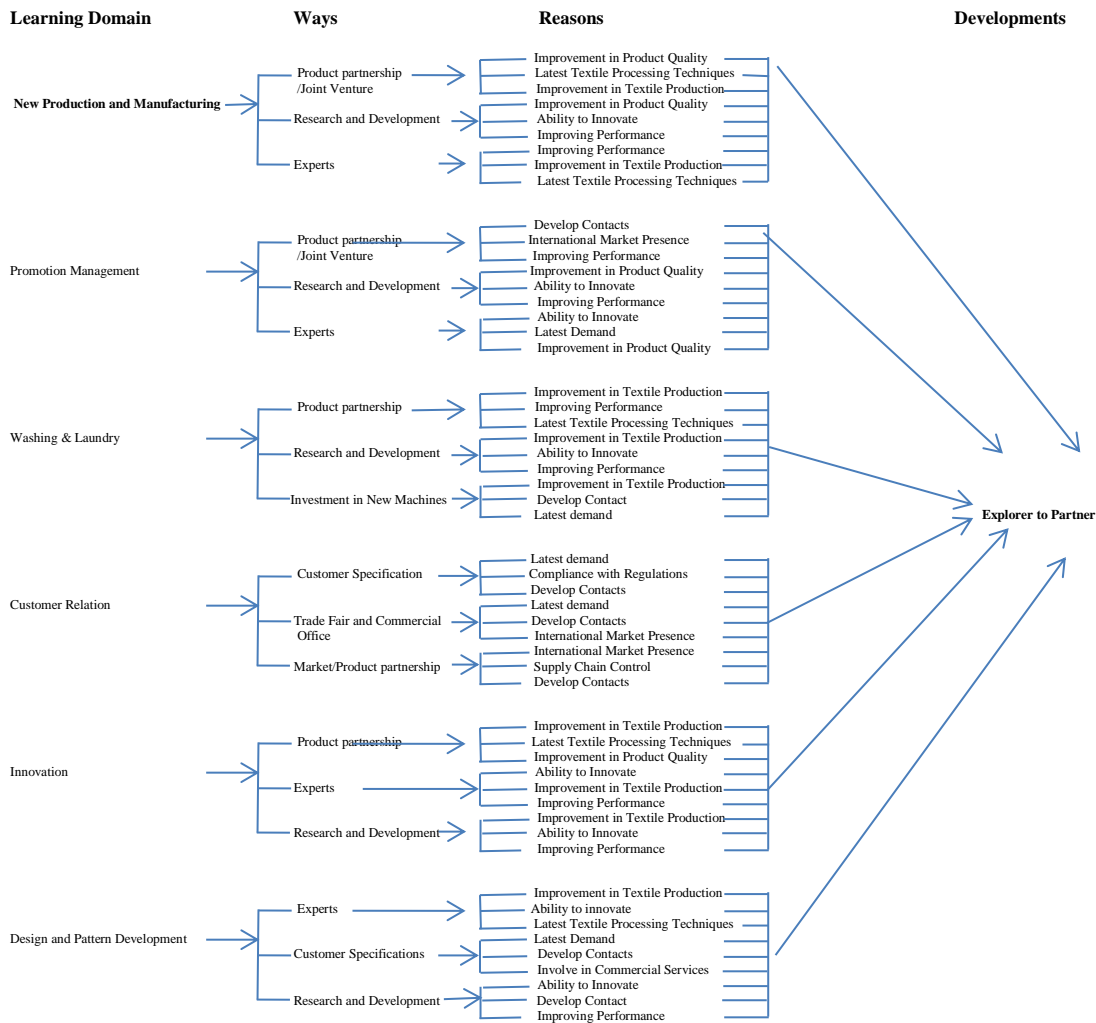 Learning Domain Ways Reasons Developments
Improvement in Product Quality
Product partnership Latest Textile Processing Techniques
/Joint Venture Improvement in Textile Production
New Production and Manufacturing Improvement in Product Quality
Research and Development Ability to Innovate
Improving Performance
Improving Performance
Experts Improvement in Textile Production
Latest Textile Processing Techniques
Develop Contacts
Product partnership International Market Presence
/Joint Venture Improving Performance
Promotion Management Improvement in Product Quality
Research and Development Ability to Innovate
Improving Performance
Ability to Innovate
Experts Latest Demand
Improvement in Product Quality
Improvement in Textile Production
Product partnership Improving Performance
Latest Textile Processing Techniques
Washing & Laundry Improvement in Textile Production
Research and Development Ability to Innovate
Improving Performance
Improvement in Textile Production
Investment in New Machines Develop Contact
Latest demand Explorer to Partner
Latest demand
Customer Specification Compliance with Regulations
Develop Contacts
Customer Relation Latest demand
Trade Fair and Commercial Develop Contacts
Office International Market Presence
International Market Presence
Market/Product partnership Supply Chain Control
Develop Contacts
Improvement in Textile Production
Product partnership Latest Textile Processing Techniques
Improvement in Product Quality
Innovation Ability to Innovate
Experts Improvement in Textile Production
Improving Performance
Improvement in Textile Production
Research and Development Ability to Innovate
Improving Performance
Improvement in Textile Production
Experts Ability to innovate
Latest Textile Processing Techniques
Design and Pattern Development Latest Demand
Customer Specifications Develop Contacts
Involve in Commercial Services
Ability to Innovate
Research and Development Develop Contact
Improving Performance